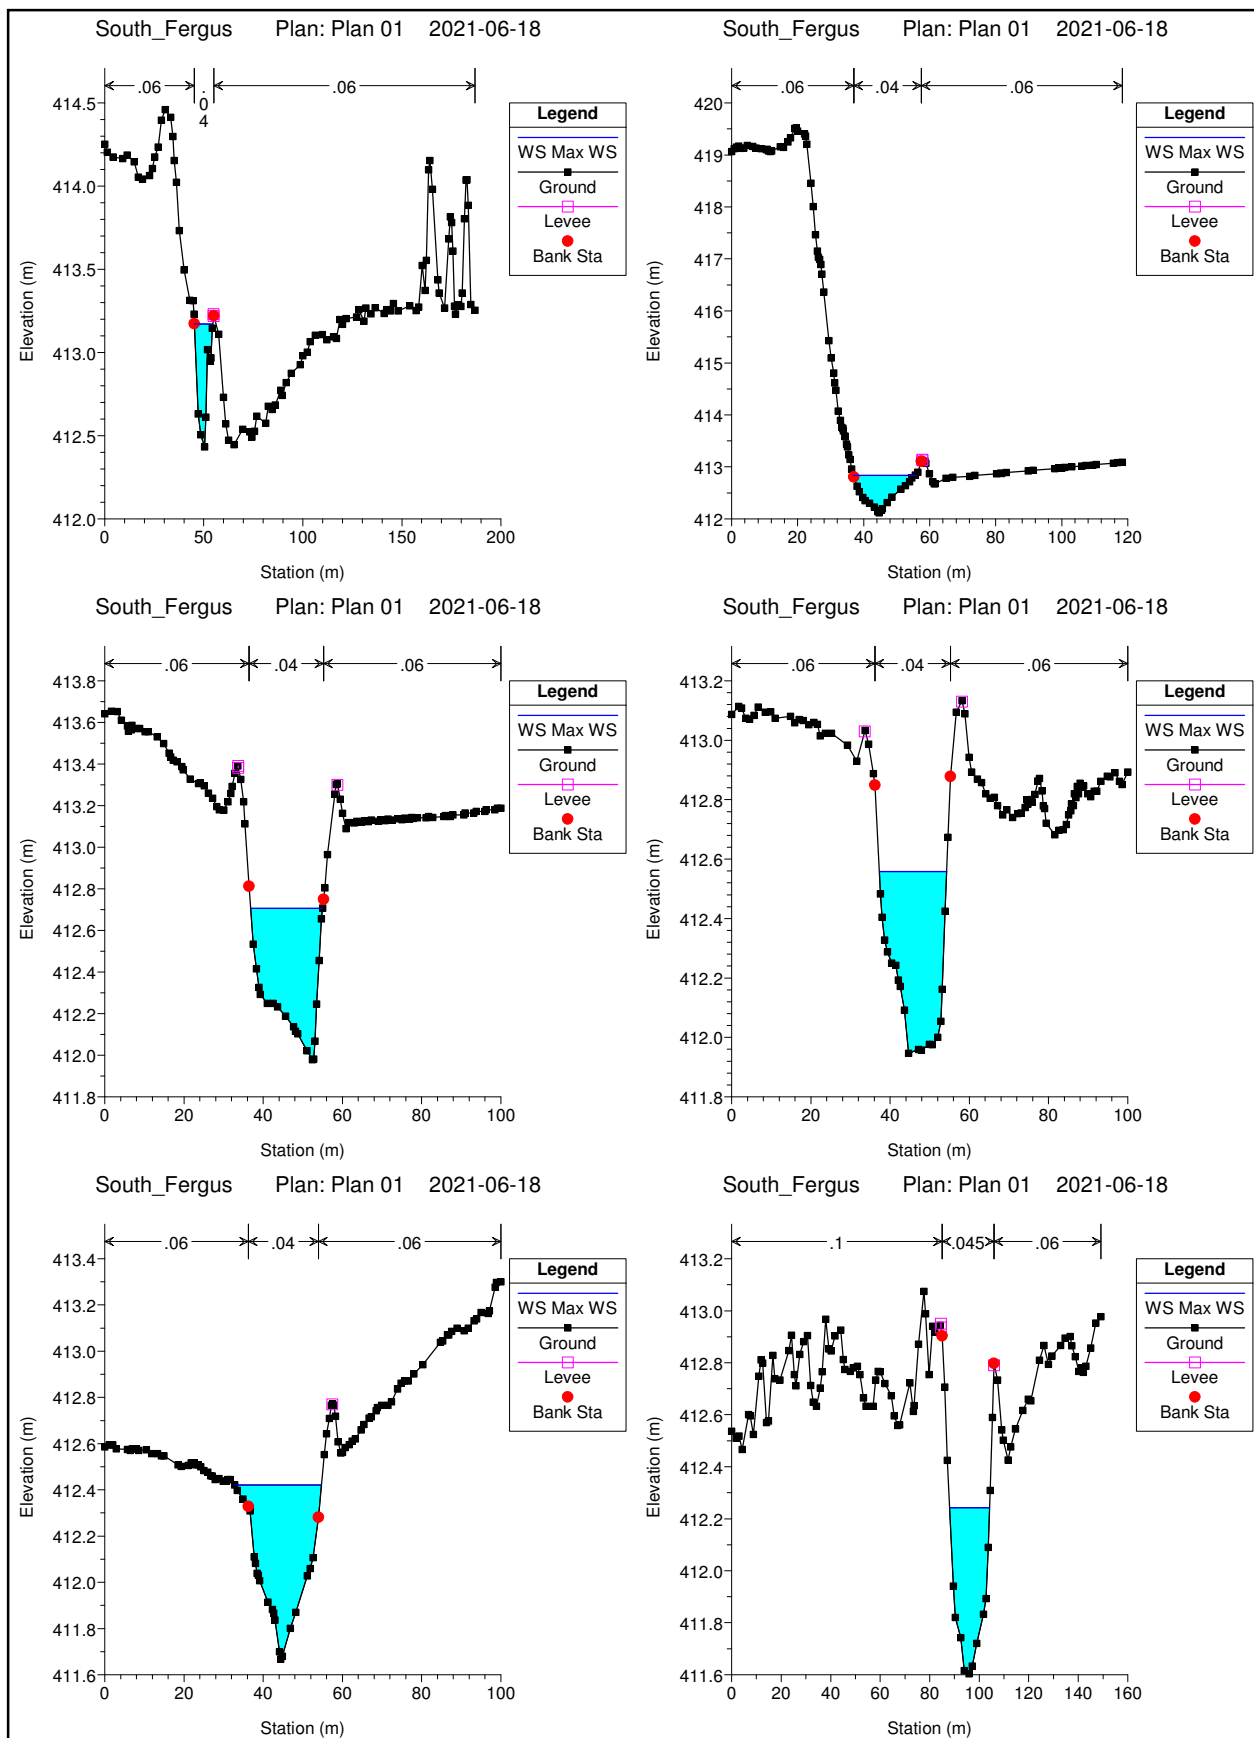 South_Fergus Plan: Plan 01 2021-06-18
.06 .04 .06
414.5
414.0
413.5
413.0
412.5
412.0
Elevation (m)
0 50 100 150 200
Station (m)
Legend
WS Max WS
Ground
Levee
Bank Sta
South_Fergus Plan: Plan 01 2021-06-18
.06 .04 .06
420
419
418
417
416
415
414
413
412
Elevation (m)
0 20 40 60 80 100 120
Station (m)
Legend
WS Max WS
Ground
Levee
Bank Sta
South_Fergus Plan: Plan 01 2021-06-18
.06 .04 .06
413.8
413.6
413.4
413.2
413.0
412.8
412.6
412.4
412.2
412.0
411.8
Elevation (m)
0 20 40 60 80 100
Station (m)
Legend
WS Max WS
Ground
Levee
Bank Sta
South_Fergus Plan: Plan 01 2021-06-18
.06 .04 .06
413.2
413.0
412.8
412.6
412.4
412.2
412.0
411.8
Elevation (m)
0 20 40 60 80 100
Station (m)
Legend
WS Max WS
Ground
Levee
Bank Sta
South_Fergus Plan: Plan 01 2021-06-18
.06 .04 .06
413.4
413.2
413.0
412.8
412.6
412.4
412.2
412.0
411.8
411.6
Elevation (m)
0 20 40 60 80 100
Station (m)
Legend
WS Max WS
Ground
Levee
Bank Sta
South_Fergus Plan: Plan 01 2021-06-18
.1 .045 .06
413.2
413.0
412.8
412.6
412.4
412.2
412.0
411.8
411.6
Elevation (m)
0 20 40 60 80 100 120 140 160
Station (m)
Legend
WS Max WS
Ground
Levee
Bank Sta